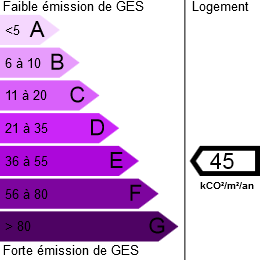 Faible émission de GES
Logement
<5 A
6 à 10 B
11 à 20 C
21 à 35 D
36 à 55 E
45
kCO²/m²/an
56 à 80 F
> 80 G
Forte émission de GES